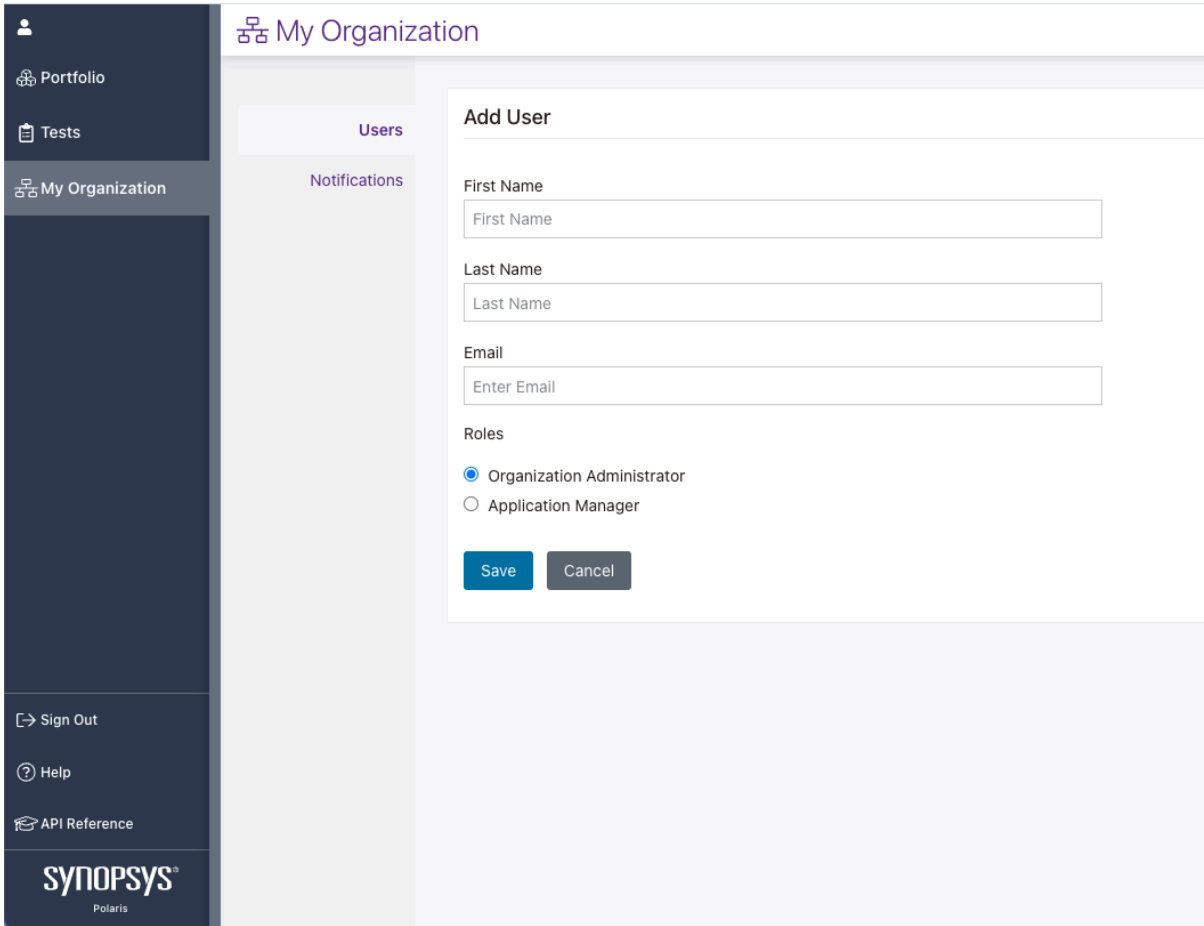 My Organization
Portfolio
Tests
My Organization
Sign Out
Help
API Reference
SYNOPSYS®
Polaris
Users
Notifications
Add User
First Name
First Name
Last Name
Last Name
Email
Enter Email
Roles
Organization Administrator
Application Manager
Save Cancel